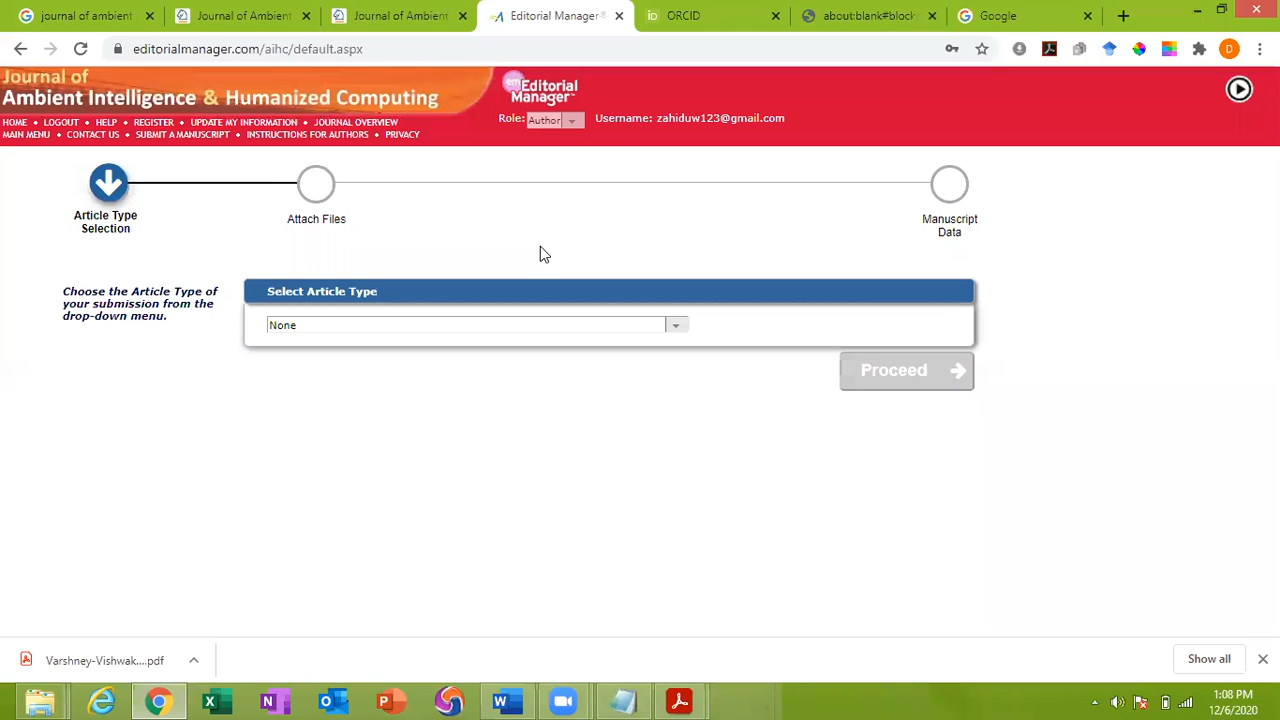 journal of ambient
Journal of Ambien
Journal of Ambien
Editorial Manager®
ORCID
about:blank#block
Google
editorialmanager.com/aihc/default.aspx
D
Journal of
Ambient Intelligence & Humanized Computing
em Editorial
Manager™
HOME • LOGOUT • HELP • REGISTER • UPDATE MY INFORMATION • JOURNAL OVERVIEW
MAIN MENU • CONTACT US • SUBMIT A MANUSCRIPT • INSTRUCTIONS FOR AUTHORS • PRIVACY
Role: Author Username: zahiduw123@gmail.com
Article Type
Selection
Attach Files
Manuscript
Data
Choose the Article Type of
your submission from the
drop-down menu.
Select Article Type
None
Proceed
Varshney-Vishwak....pdf
Show all
1:08 PM
12/6/2020